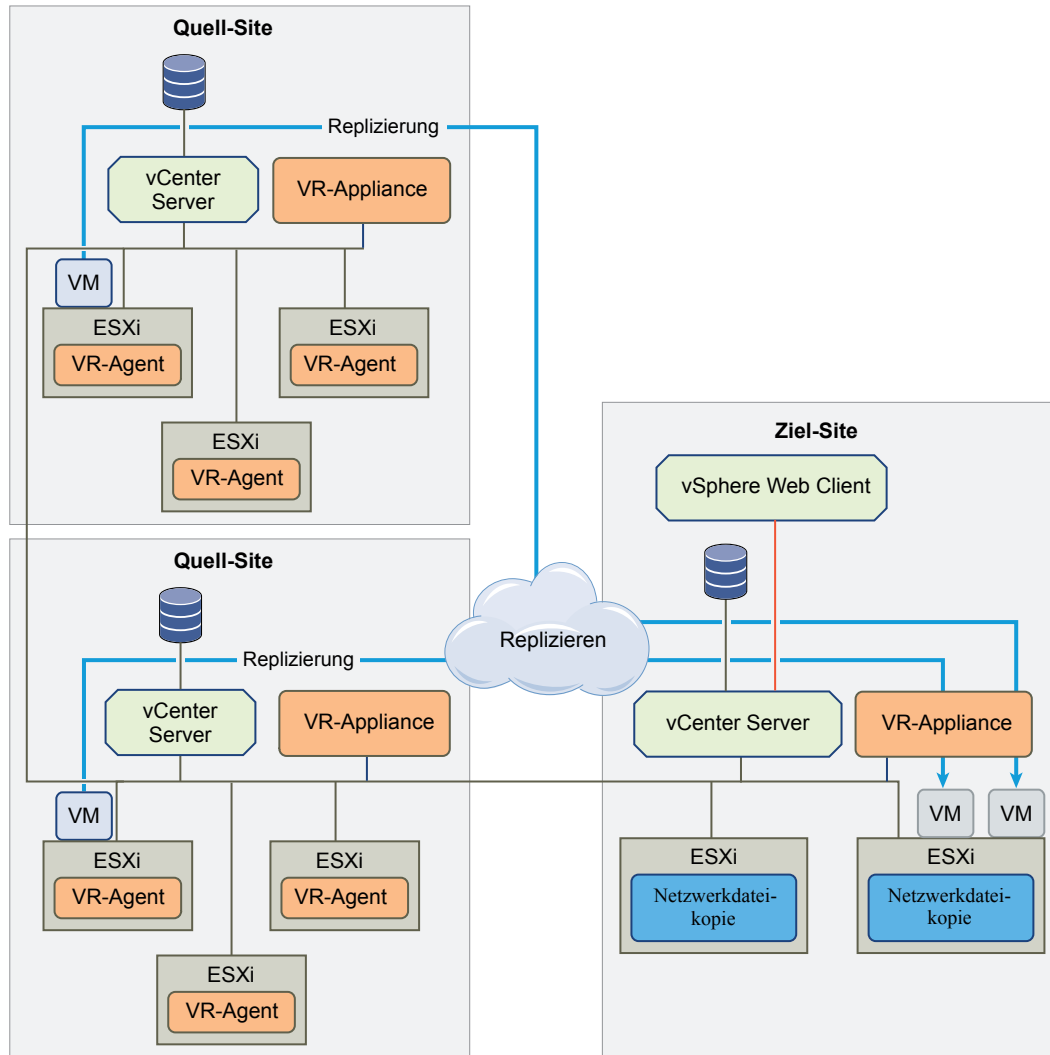 Quell-Site
Replizierung
vCenter
Server
VR-Appliance
VM
ESXi
VR-Agent
ESXi
VR-Agent
ESXi
VR-Agent
Quell-Site
Replizierung
vCenter
Server
VR-Appliance
VM
ESXi
VR-Agent
ESXi
VR-Agent
ESXi
VR-Agent
Replizieren
Ziel-Site
vSphere Web Client
vCenter Server
VR-Appliance
VM
VM
ESXi
Netzwerkdatei-
kopie
ESXi
Netzwerkdatei-
kopie